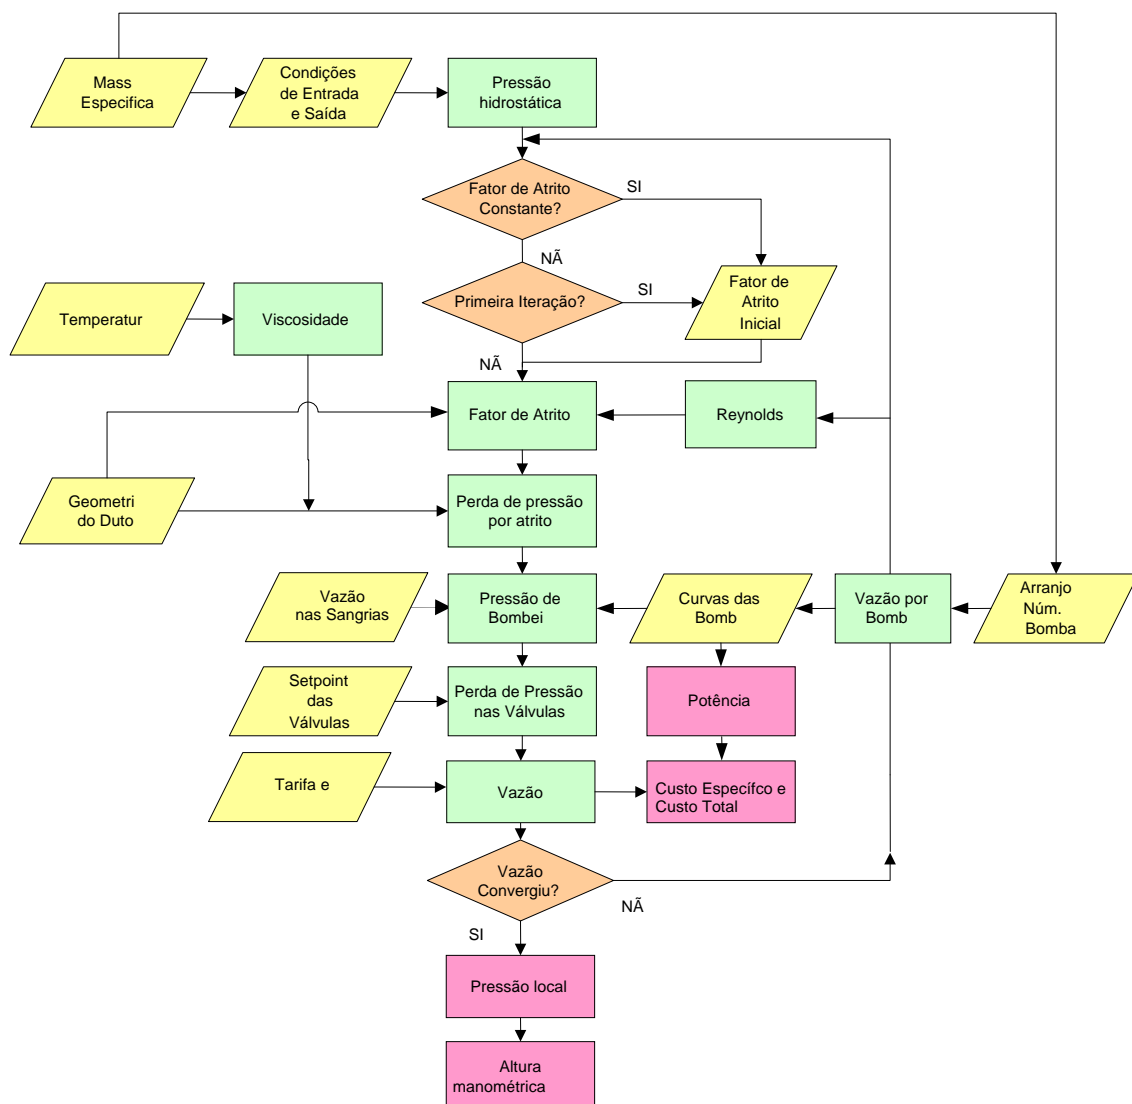 Mass
Especifica
Condições
de Entrada
e Saída
Pressão
hidrostática
Fator de Atrito
Constante?
SI
NÃ
Primeira Iteração?
SI
Fator de
Atrito
Inicial
Temperatur
Viscosidade
NÃ
Fator de Atrito
Reynolds
Geometri
do Duto
Perda de pressão
por atrito
Vazão
nas Sangrias
Pressão de
Bombei
Curvas das
Bomb
Vazão por
Bomb
Arranjo
Núm.
Bomba
Setpoint
das
Válvulas
Perda de Pressão
nas Válvulas
Potência
Tarifa e
Vazão
Custo Específco e
Custo Total
Vazão
Convergiu?
NÃ
SI
Pressão local
Altura
manométrica